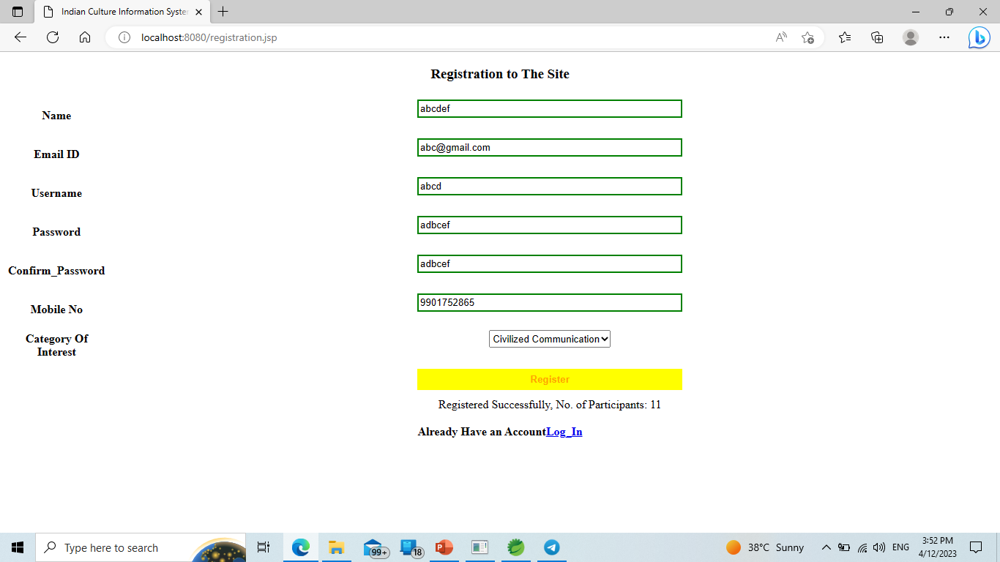 Indian Culture Information Syste
localhost:8080/registration.jsp
Registration to The Site
Name
abcdef
Email ID
abc@gmail.com
Username
abcd
Password
adbcef
Confirm_Password
adbcef
Mobile No
9901752865
Category Of
Interest
Civilized Communication
Register
Registered Successfully, No. of Participants: 11
Already Have an AccountLog_In
Type here to search
99+
18
38°C Sunny
ENG
3:52 PM
4/12/2023